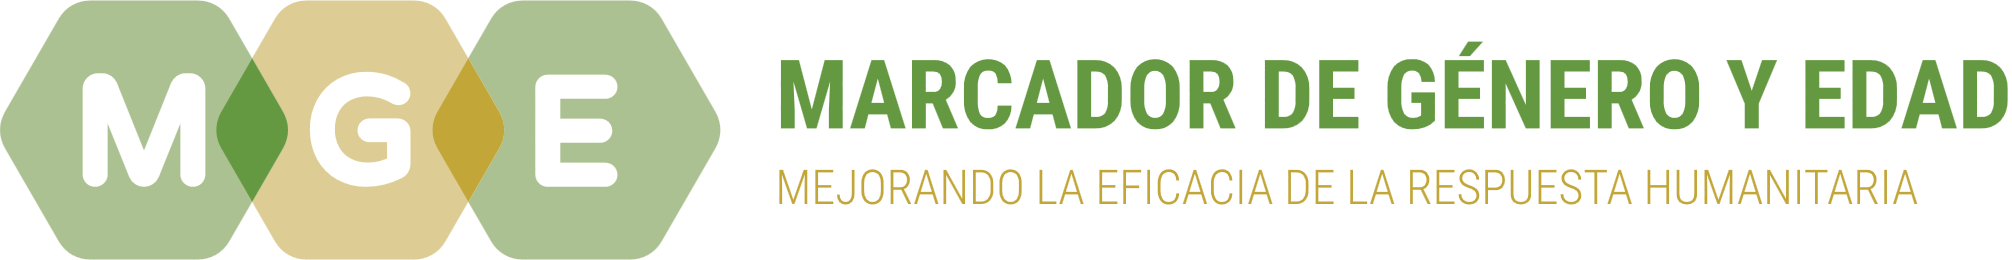 MGE
MARCADOR DE GÉNERO Y EDAD
MEJORANDO LA EFICACIA DE LA RESPUESTA HUMANITARIA